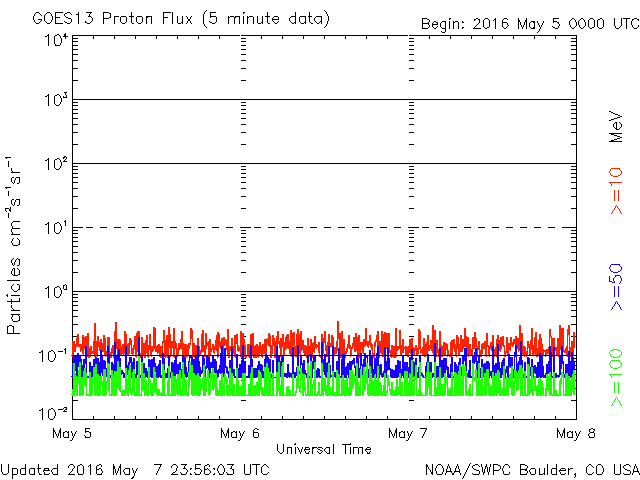 GOES13 Proton Flux (5 minute data)
Begin: 2016 May 5 0000 UTC
Particles cm⁻²s⁻¹sr⁻¹
10⁴
10³
10²
10¹
10⁰
10⁻¹
10⁻²
MeV
>=10
>=50
>=100
May 5 May 6 May 7 May 8
Universal Time
Updated 2016 May 7 23:56:03 UTC
NOAA/SWPC Boulder, CO USA